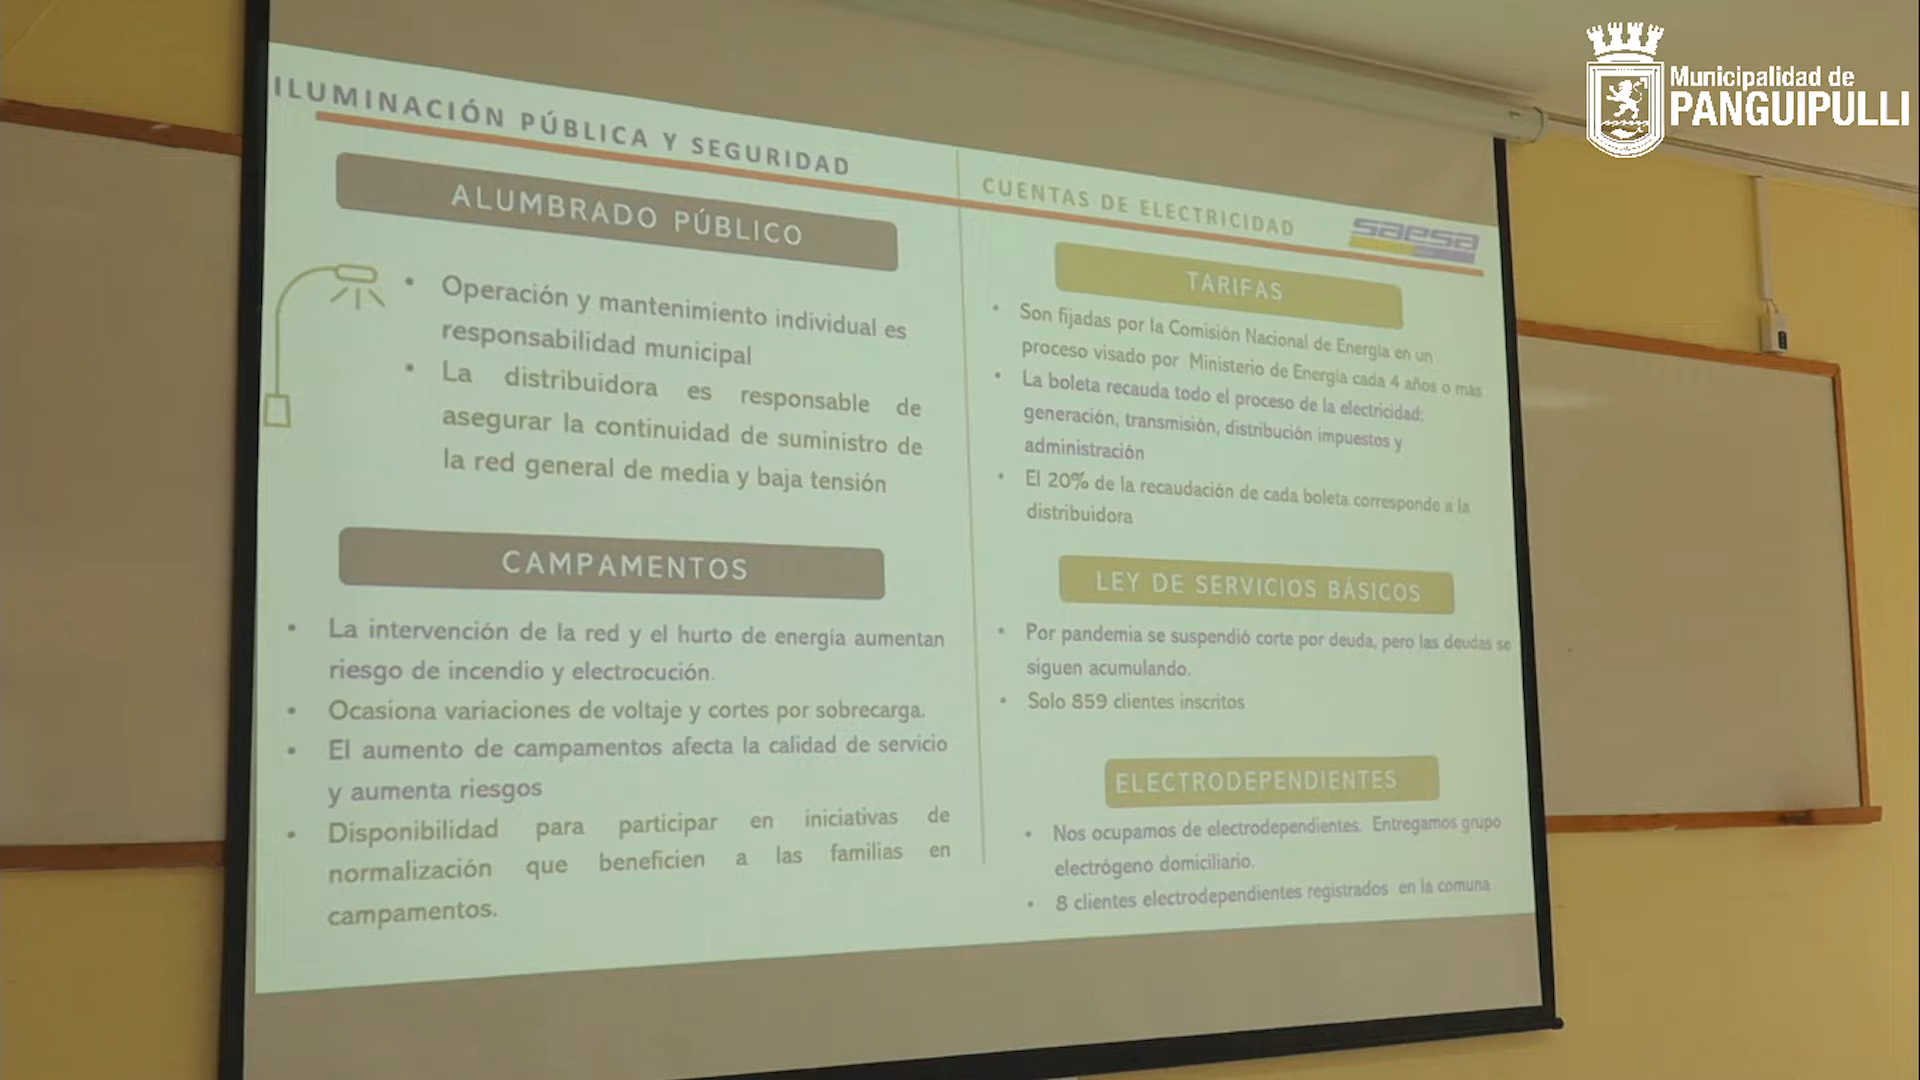 Municipalidad de
PANGUIPULLI
ILUMINACIÓN PÚBLICA Y SEGURIDAD
ALUMBRADO PÚBLICO
• Operación y mantenimiento individual es
responsabilidad municipal
• La distribuidora es responsable de
asegurar la continuidad de suministro de
la red general de media y baja tensión
CAMPAMENTOS
• La intervención de la red y el hurto de energía aumentan
riesgo de incendio y electrocución.
• Ocasiona variaciones de voltaje y cortes por sobrecarga.
• El aumento de campamentos afecta la calidad de servicio
y aumenta riesgos
• Disponibilidad para participar en iniciativas de
normalización que beneficien a las familias en
campamentos.
CUENTAS DE ELECTRICIDAD
saesa
TARIFAS
• Son fijadas por la Comisión Nacional de Energía en un
proceso visado por Ministerio de Energía cada 4 años o más
• La boleta recauda todo el proceso de la electricidad:
generación, transmisión, distribución impuestos y
administración
• El 20% de la recaudación de cada boleta corresponde a la
distribuidora
LEY DE SERVICIOS BÁSICOS
• Por pandemia se suspendió corte por deuda, pero las deudas se
siguen acumulando.
• Solo 859 clientes inscritos
ELECTRODEPENDIENTES
• Nos ocupamos de electrodependientes. Entregamos grupo
electrógeno domiciliario.
• 8 clientes electrodependientes registrados en la comuna